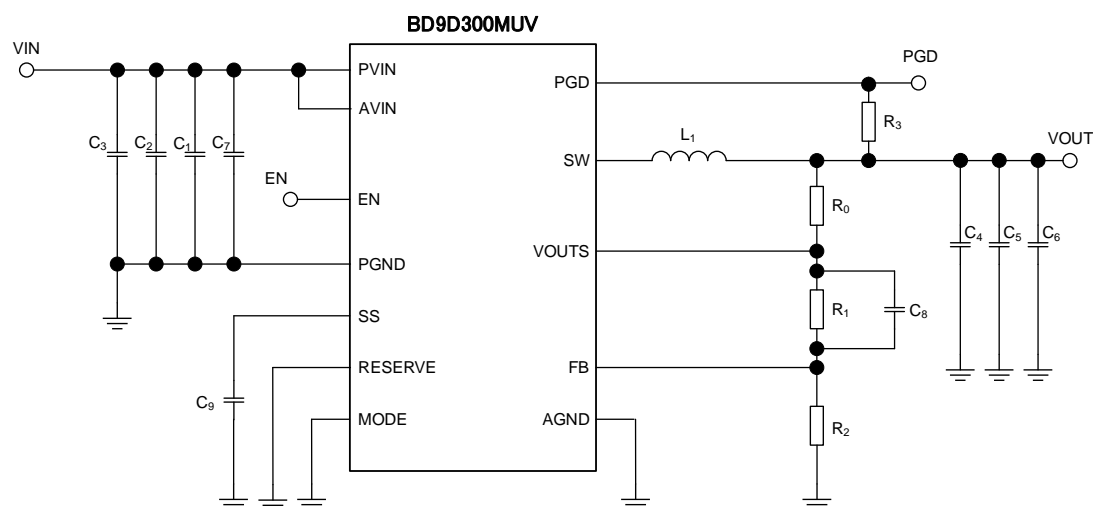 BD9D300MUV
VIN
PVIN
AVIN
EN
EN
PGND
SS
RESERVE
MODE
C₃
C₂
C₁
C₇
C₉
PGD
SW
VOUTS
FB
AGND
PGD
R₃
L₁
VOUT
R₀
R₁
C₈
R₂
C₄
C₅
C₆